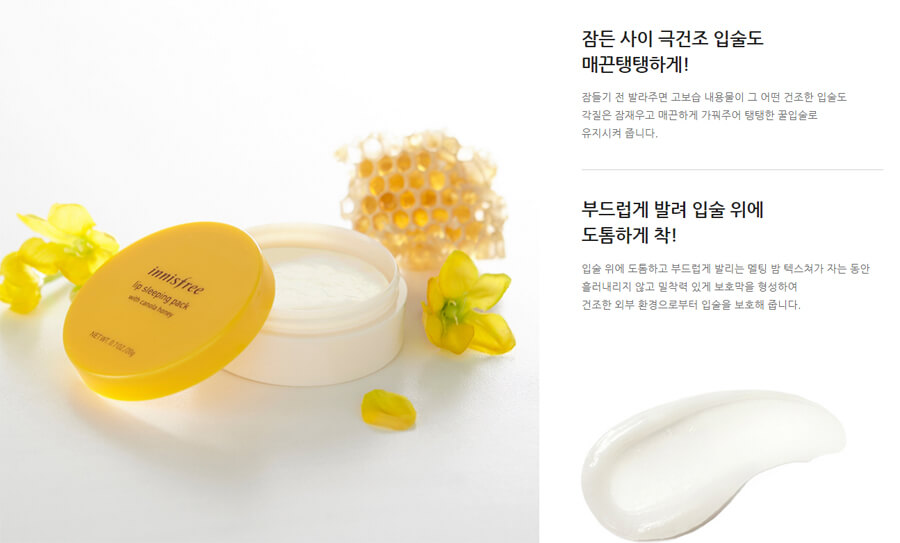 잠든 사이 극건조 입술도
매끈탱탱하게!
잠들기 전 발라주면 고보습 내용물이 그 어떤 건조한 입술도
각질은 잠재우고 매끈하게 가꿔주어 탱탱한 꿀입술로
유지시켜 줍니다.
부드럽게 발려 입술 위에
도톰하게 착!
입술 위에 도톰하고 부드럽게 발리는 멜팅 밤 텍스쳐가 자는 동안
흘러내리지 않고 밀착력 있게 보호막을 형성하여
건조한 외부 환경으로부터 입술을 보호해 줍니다.
innisfree
lip sleeping pack
with canola honey
NET WT. 0.7 OZ./20g